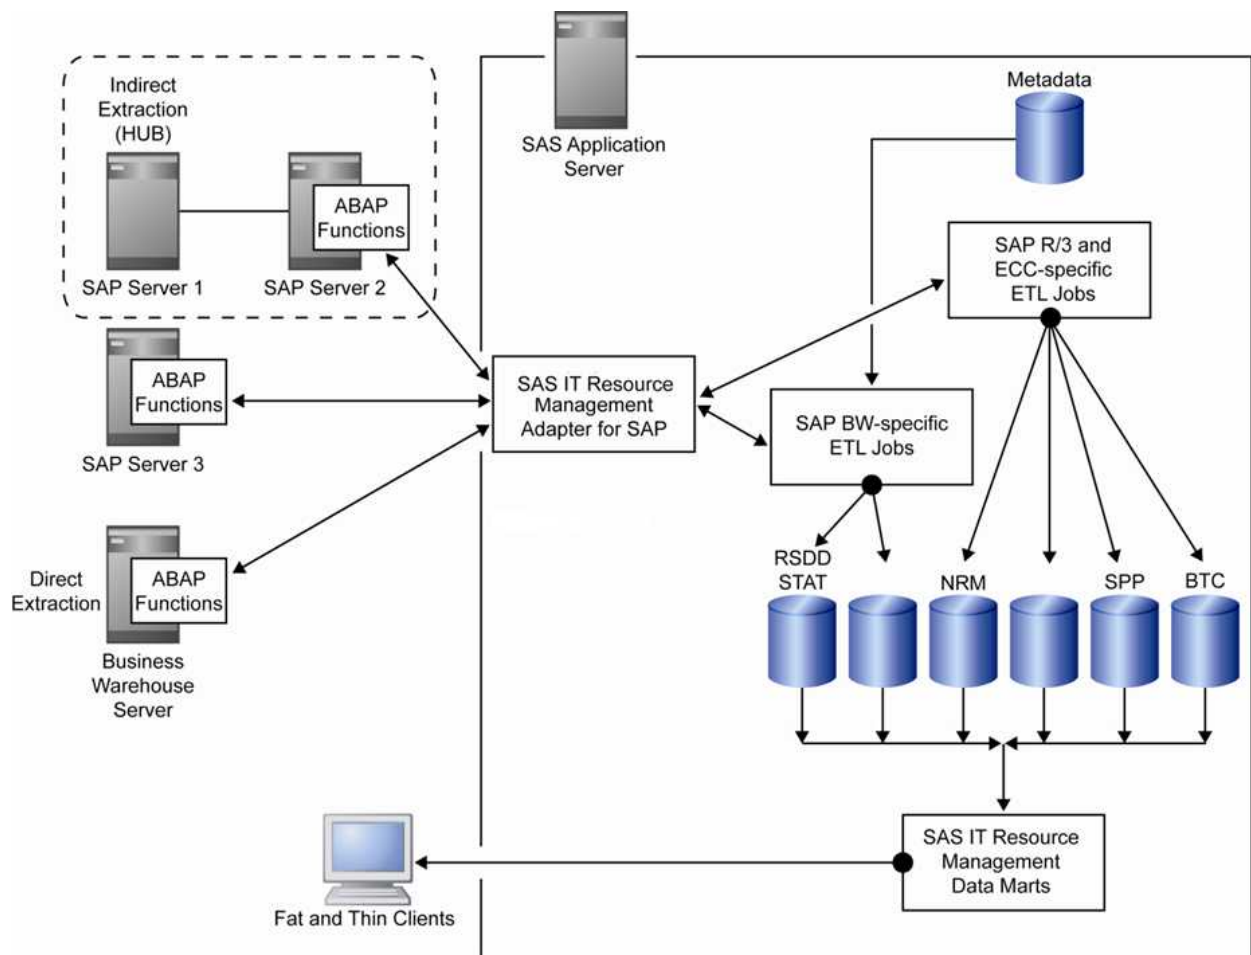 Indirect
Extraction
(HUB)
SAP Server 1
ABAP
Functions
SAP Server 2
ABAP
Functions
SAP Server 3
Direct
Extraction
ABAP
Functions
Business
Warehouse
Server
SAS Application
Server
Metadata
SAP R/3 and
ECC-specific
ETL Jobs
SAS IT Resource
Management
Adapter for SAP
SAP BW-specific
ETL Jobs
RSDD
STAT
NRM
SPP
BTC
SAS IT Resource
Management
Data Marts
Fat and Thin Clients